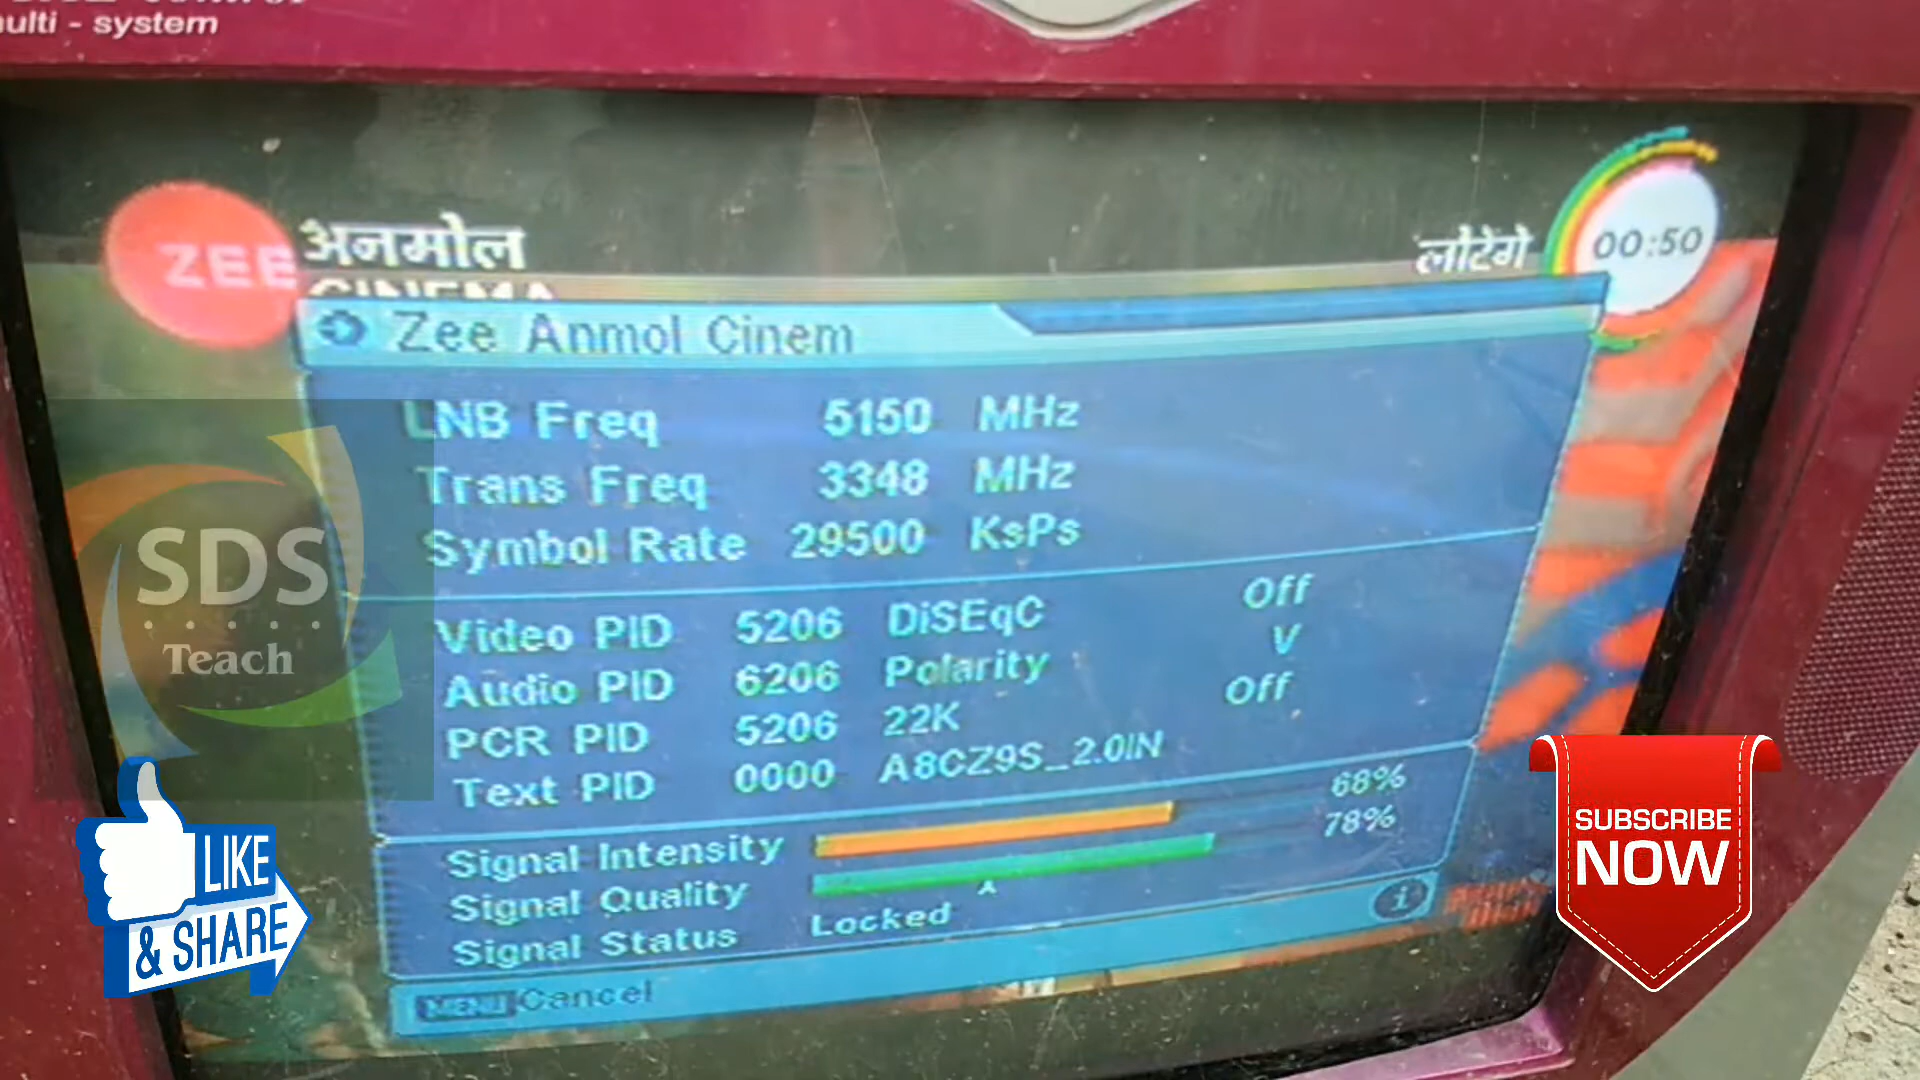 multi - system
ZEE अनमोल
CINEMA
लौटेंगे 00:50
Zee Anmol Cinem
LNB Freq 5150 MHz
Trans Freq 3348 MHz
Symbol Rate 29500 KsPs
Video PID 5206 DiSEqC Off
Audio PID 6206 Polarity V
PCR PID 5206 22K Off
Text PID 0000 A8CZ9S_2.0IN
Signal Intensity 68%
Signal Quality 78%
Signal Status Locked
MENU Cancel
SDS
Teach
LIKE
& SHARE
SUBSCRIBE
NOW